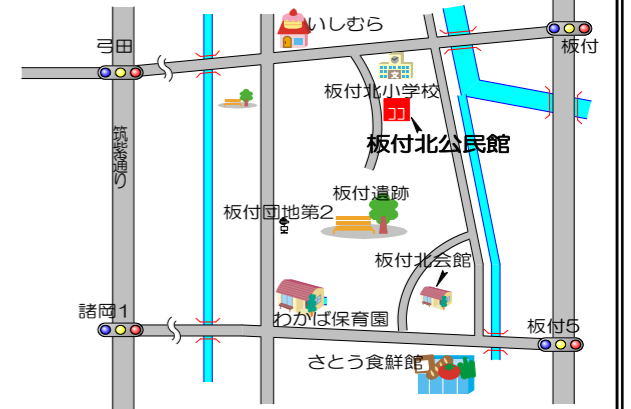 いしむら
弓田
板付
板付北小学校
ココ
板付北公民館
筑紫通り
板付遺跡
板付団地第2
板付北会館
諸岡1
わかば保育園
板付5
さとう食鮮館